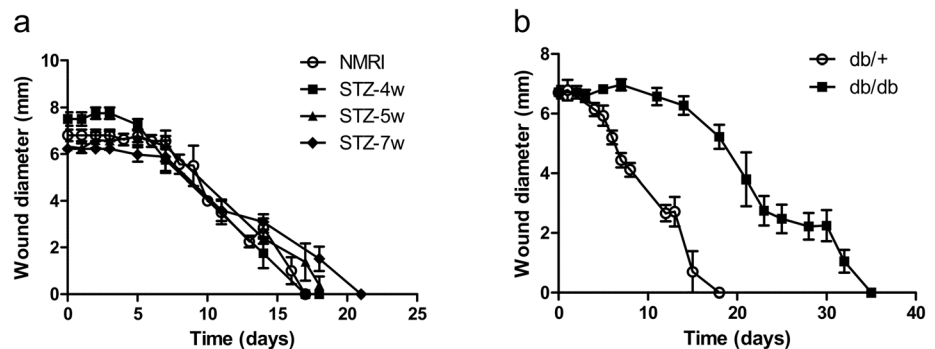 a
Wound diameter (mm)
10
8
6
4
2
0
0 5 10 15 20 25
Time (days)
NMRI
STZ-4w
STZ-5w
STZ-7w
b
Wound diameter (mm)
8
6
4
2
0
0 10 20 30 40
Time (days)
db/+
db/db